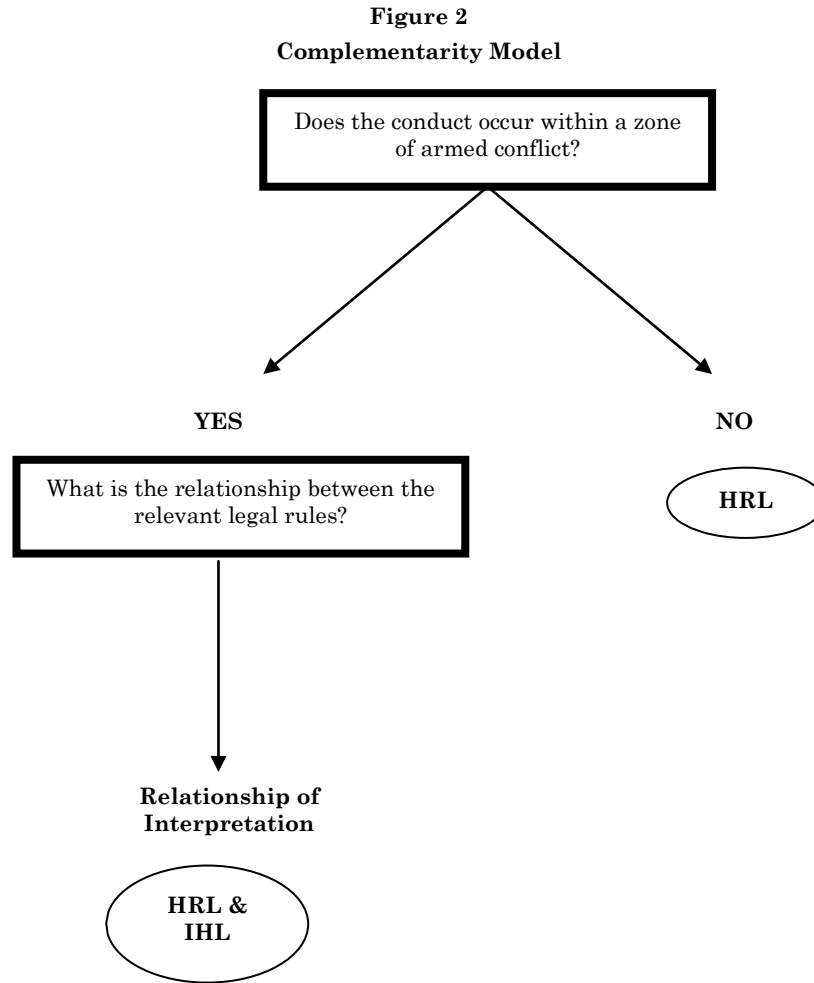 Figure 2
Complementarity Model
Does the conduct occur within a zone
of armed conflict?
YES
NO
What is the relationship between the
relevant legal rules?
HRL
Relationship of
Interpretation
HRL &
IHL